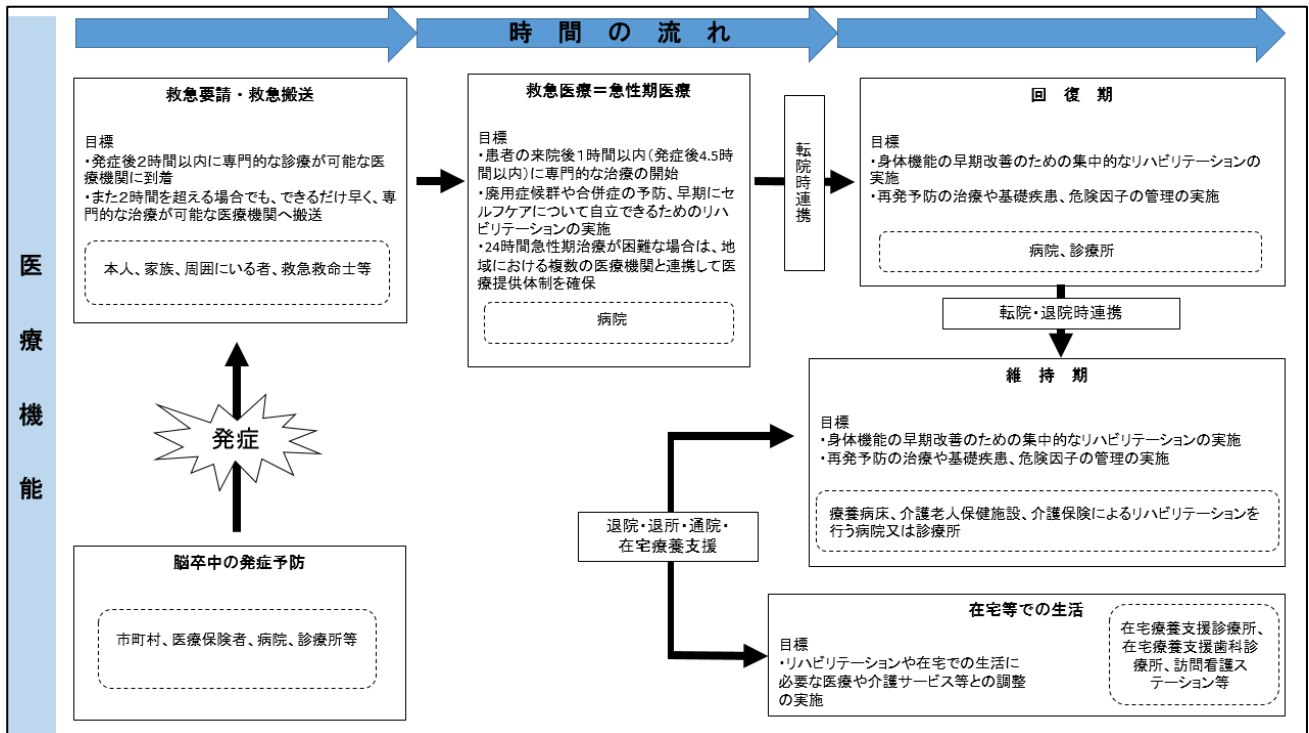 時間の流れ
医療機能
救急要請・救急搬送
目標
・発症後2時間以内に専門的な診療が可能な医
療機関に到着
・また2時間を超える場合でも、できるだけ早く、専
門的な治療が可能な医療機関へ搬送
本人、家族、周囲にいる者、救急救命士等
発症
脳卒中の発症予防
市町村、医療保険者、病院、診療所等
救急医療＝急性期医療
目標
・患者の来院後1時間以内(発症後4.5時
間以内)に専門的な治療の開始
・廃用症候群や合併症の予防、早期にセ
ルフケアについて自立できるためのリハ
ビリテーションの実施
・24時間急性期治療が困難な場合は、地
域における複数の医療機関と連携して医
療提供体制を確保
病院
転院時連携
回復期
目標
・身体機能の早期改善のための集中的なリハビリテーションの
実施
・再発予防の治療や基礎疾患、危険因子の管理の実施
病院、診療所
転院・退院時連携
維持期
目標
・身体機能の早期改善のための集中的なリハビリテーションの実施
・再発予防の治療や基礎疾患、危険因子の管理の実施
療養病床、介護老人保健施設、介護保険によるリハビリテーションを
行う病院又は診療所
退院・退所・通院・
在宅療養支援
在宅等での生活
目標
・リハビリテーションや在宅での生活に
必要な医療や介護サービス等との調整
の実施
在宅療養支援診療所、
在宅療養支援歯科診
療所、訪問看護ス
テーション等